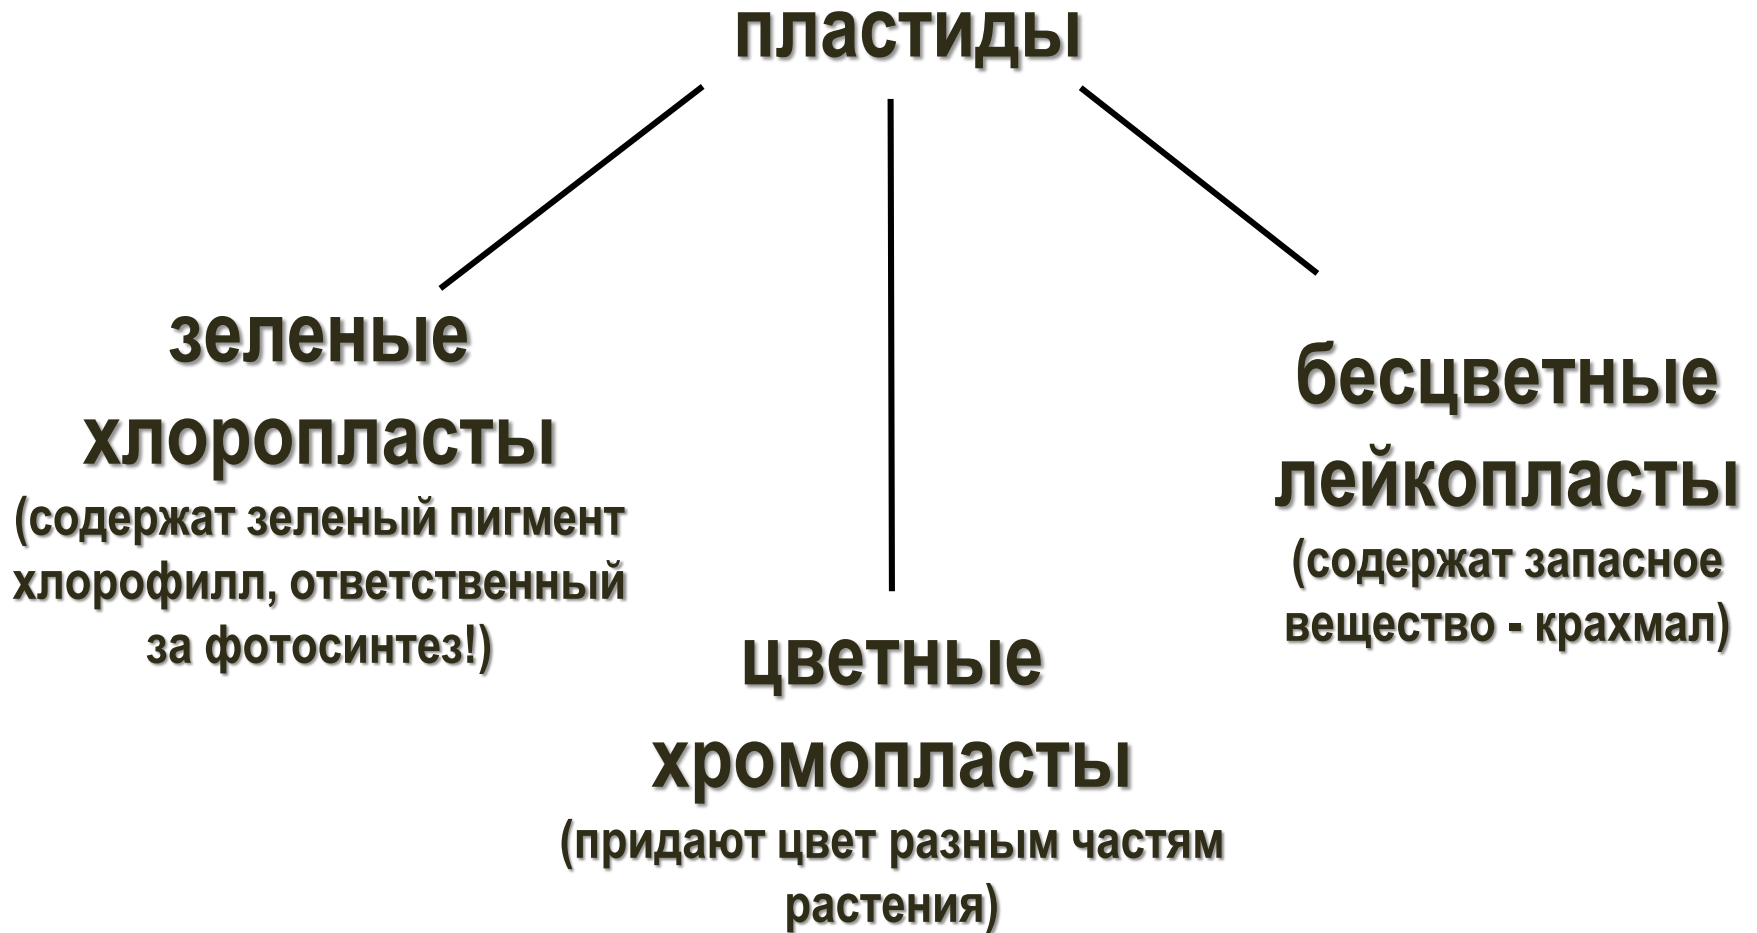 пластиды
зеленые
хлоропласты
(содержат зеленый пигмент
хлорофилл, ответственный
за фотосинтез!)
цветные
хромопласты
(придают цвет разным частям
растения)
бесцветные
лейкопласты
(содержат запасное
вещество - крахмал)